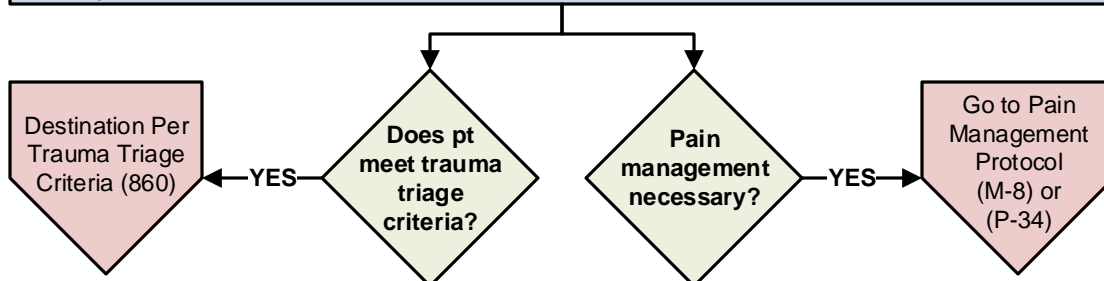 Destination Per
Trauma Triage
Criteria (860)
YES
Does pt
meet trauma
triage
criteria?
Pain
management
necessary?
YES
Go to Pain
Management
Protocol
(M-8) or
(P-34)